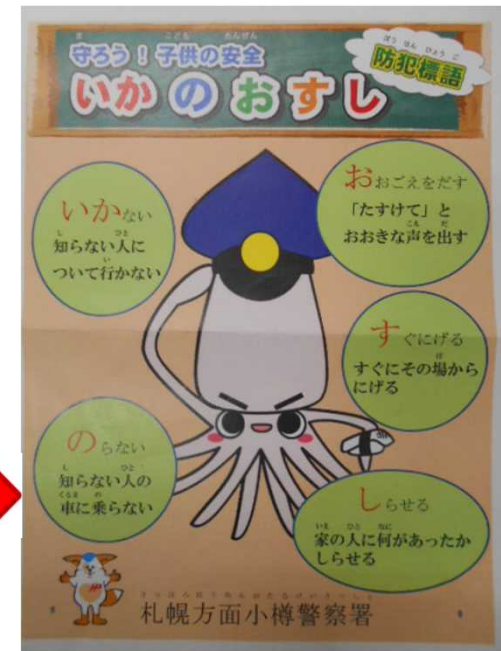 守ろう!子供の安全
防犯標語
いかのおすし
いかない
知らない人に
ついて行かない
おおごえをだす
「たすけて」と
おおきな声を出す
すぐにげる
すぐにその場から
にげる
のらない
知らない人の
車に乗らない
しらせる
家の人に何があったか
しらせる
札幌方面小樽警察署